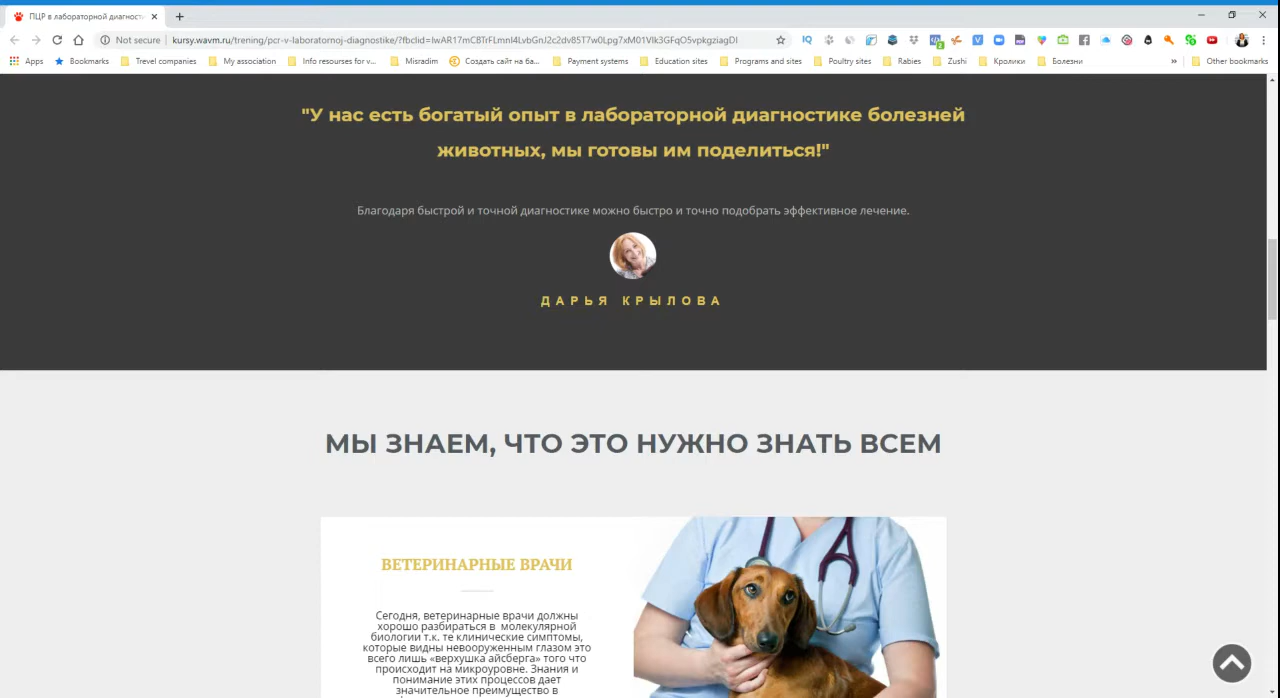 ПЦР в лабораторной диагност
Not secure
kursy.wavm.ru/trening/pcr-v-laboratornoj-diagnostike/?fbclid=
Apps
Bookmarks
Travel companies
My association
Info resourses for v...
Misradim
Создать сайт на ба...
Payment systems
Education sites
Programs and sites
Poultry sites
Rabies
Zushi
Кролики
Болезни
»
Other bookmarks
"У нас есть богатый опыт в лабораторной диагностике болезней
животных, мы готовы им поделиться!"
Благодаря быстрой и точной диагностике можно быстро и точно подобрать эффективное лечение.
ДАРЬЯ КРЫЛОВА
МЫ ЗНАЕМ, ЧТО ЭТО НУЖНО ЗНАТЬ ВСЕМ
ВЕТЕРИНАРНЫЕ ВРАЧИ
Сегодня, ветеринарные врачи должны
хорошо разбираться в молекулярной
биологии т.к. те клинические симптомы,
которые видны невооруженным глазом это
всего лишь «верхушка айсберга» того что
происходит на микроуровне. Знания и
понимание этих процессов дает
значительное преимущество в